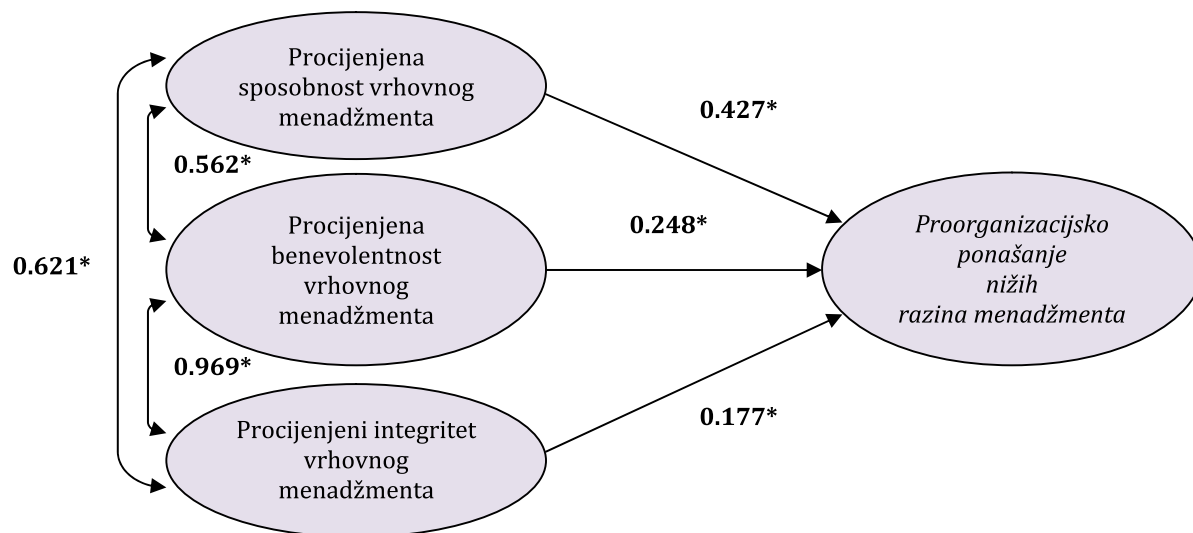 Procijenjena
sposobnost vrhovnog
menadžmenta
0.427*
0.562*
Procijenjena
benevolentnost
vrhovnog
menadžmenta
0.248*
Proorganizacijsko
ponašanje
nižih
razina menadžmenta
0.621*
0.969*
Procijenjeni integritet
vrhovnog
menadžmenta
0.177*